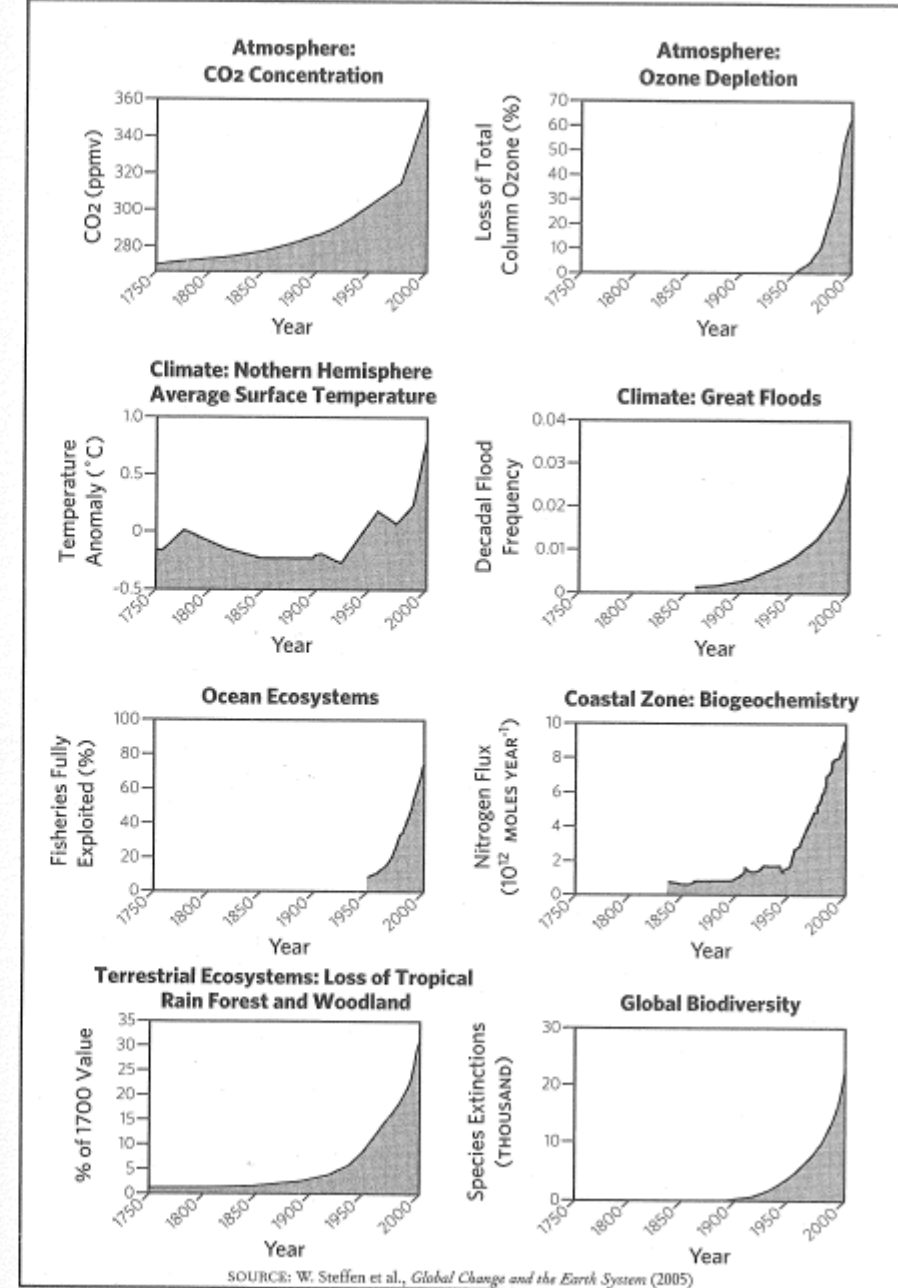 Atmosphere:
CO2 Concentration
CO2 (ppmv)
360
340
320
300
280
1750
1800
1850
1900
1950
2000
Year
Atmosphere:
Ozone Depletion
Loss of Total
Column Ozone (%)
70
60
50
40
30
20
10
0
1750
1800
1850
1900
1950
2000
Year
Climate: Nothern Hemisphere
Average Surface Temperature
Temperature
Anomaly (°C)
1.0
0.5
0
-0.5
1750
1800
1850
1900
1950
2000
Year
Climate: Great Floods
Decadal Flood
Frequency
0.04
0.03
0.02
0.01
0
1750
1800
1850
1900
1950
2000
Year
Ocean Ecosystems
Fisheries Fully
Exploited (%)
100
80
60
40
20
0
1750
1800
1850
1900
1950
2000
Year
Coastal Zone: Biogeochemistry
Nitrogen Flux
(10¹² MOLES YEAR⁻¹)
10
8
6
4
2
0
1750
1800
1850
1900
1950
2000
Year
Terrestrial Ecosystems: Loss of Tropical
Rain Forest and Woodland
% of 1700 Value
35
30
25
20
15
10
5
0
1750
1800
1850
1900
1950
2000
Year
Global Biodiversity
Species Extinctions
(THOUSAND)
30
20
10
0
1750
1800
1850
1900
1950
2000
Year
SOURCE: W. Steffen et al., Global Change and the Earth System (2005)